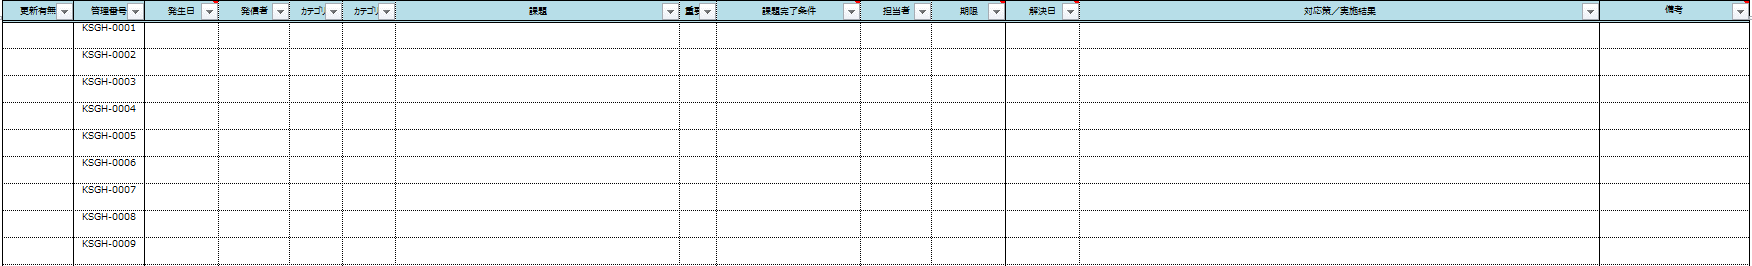 更新有無 管理番号 発生日 発信者 カテゴリ カテゴリ 課題 重要 課題完了条件 担当者 期限 解決日 対応策／実施結果 備考
KSGH-0001
KSGH-0002
KSGH-0003
KSGH-0004
KSGH-0005
KSGH-0006
KSGH-0007
KSGH-0008
KSGH-0009